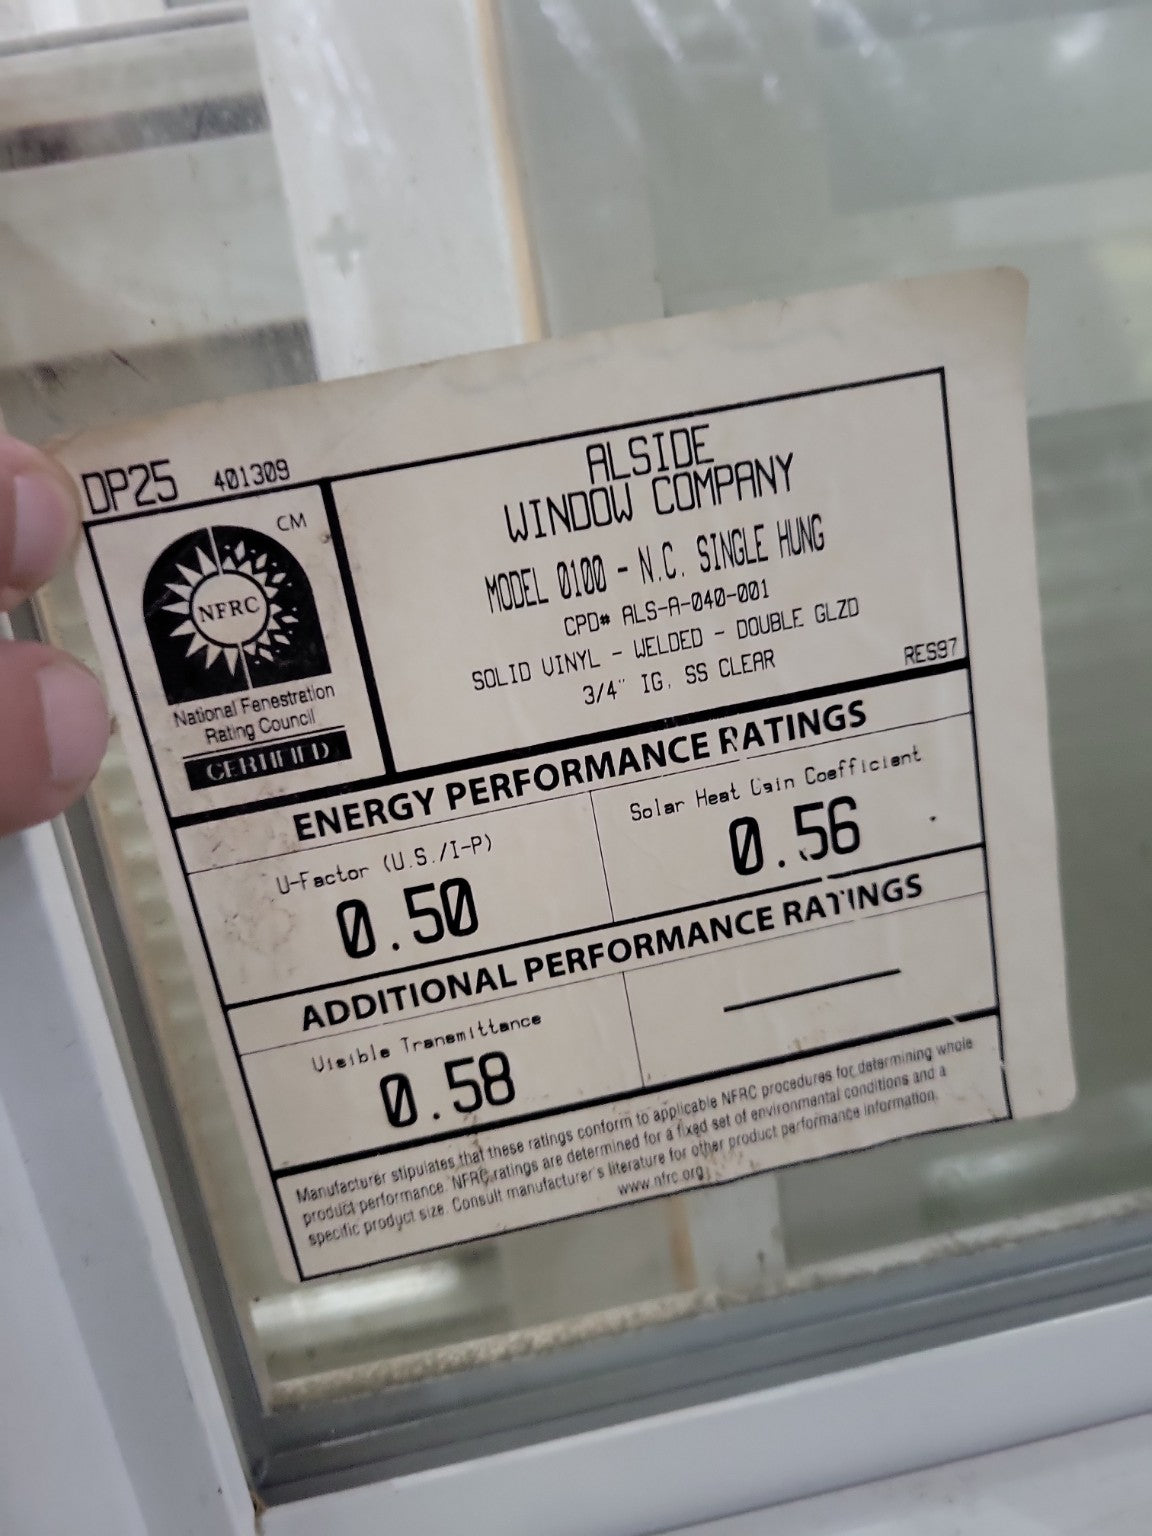 DP25 401309
CM
NFRC
National Fenestration
Rating Council
CERTIFIED
ALSIDE
WINDOW COMPANY
MODEL 0100 - N.C. SINGLE HUNG
CPD# ALS-A-040-001
SOLID VINYL - WELDED - DOUBLE GLZD
3/4" IG, SS CLEAR
RES97
ENERGY PERFORMANCE RATINGS
U-Factor (U.S./I-P)
0.50
Solar Heat Gain Coefficient
0.56
ADDITIONAL PERFORMANCE RATINGS
Visible Transmittance
0.58
Manufacturer stipulates that these ratings conform to applicable NFRC procedures for determining whole
product performance. NFRC ratings are determined for a fixed set of environmental conditions and a
specific product size. Consult manufacturer's literature for other product performance information.
www.nfrc.org